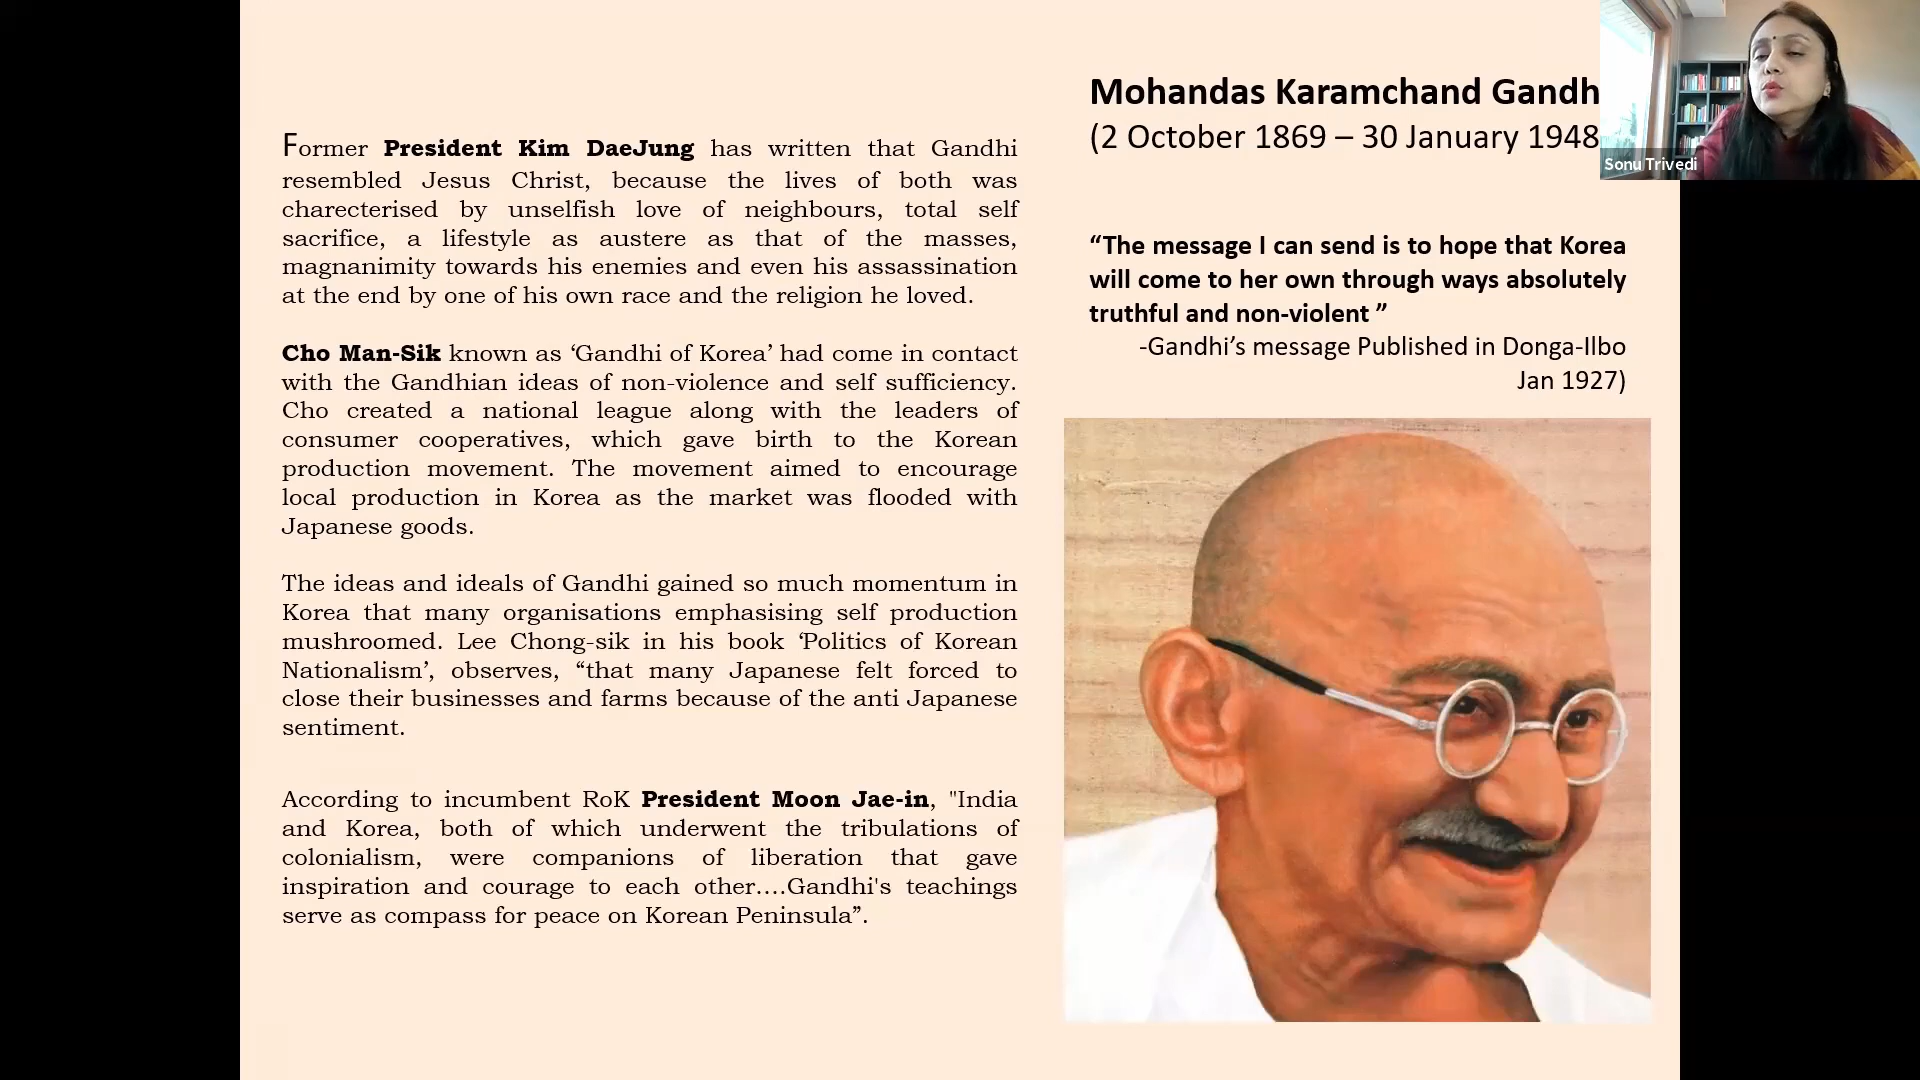 Former President Kim DaeJung has written that Gandhi
resembled Jesus Christ, because the lives of both was
charecterised by unselfish love of neighbours, total self
sacrifice, a lifestyle as austere as that of the masses,
magnanimity towards his enemies and even his assassination
at the end by one of his own race and the religion he loved.
Cho Man-Sik known as ‘Gandhi of Korea’ had come in contact
with the Gandhian ideas of non-violence and self sufficiency.
Cho created a national league along with the leaders of
consumer cooperatives, which gave birth to the Korean
production movement. The movement aimed to encourage
local production in Korea as the market was flooded with
Japanese goods.
The ideas and ideals of Gandhi gained so much momentum in
Korea that many organisations emphasising self production
mushroomed. Lee Chong-sik in his book ‘Politics of Korean
Nationalism’, observes, “that many Japanese felt forced to
close their businesses and farms because of the anti Japanese
sentiment.
According to incumbent RoK President Moon Jae-in, "India
and Korea, both of which underwent the tribulations of
colonialism, were companions of liberation that gave
inspiration and courage to each other....Gandhi's teachings
serve as compass for peace on Korean Peninsula”.
Mohandas Karamchand Gandh
(2 October 1869 – 30 January 1948
“The message I can send is to hope that Korea
will come to her own through ways absolutely
truthful and non-violent ”
-Gandhi’s message Published in Donga-Ilbo
Jan 1927)
Sonu Trivedi